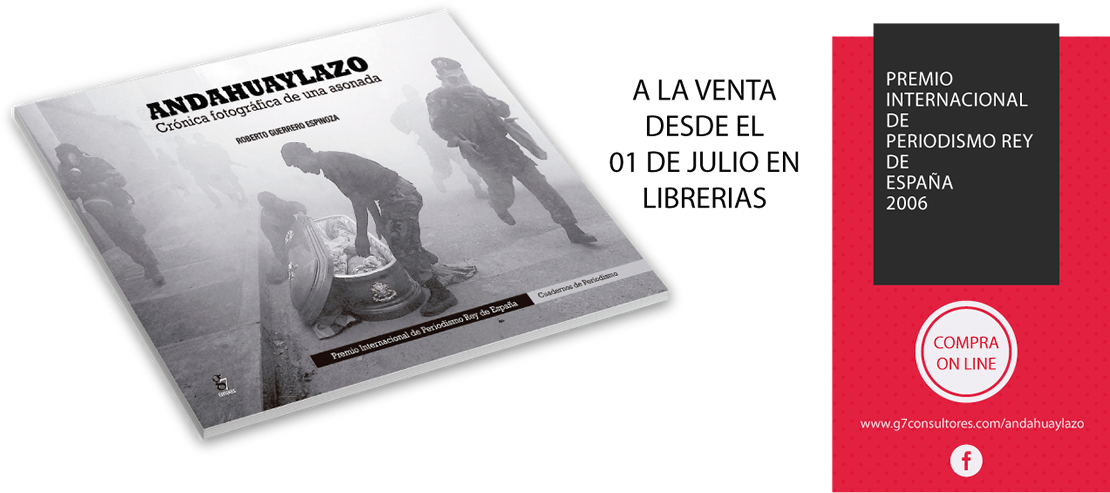 ANDAHUAYLAZO
Crónica fotográfica de una asonada
ROBERTO GUERRERO ESPINOZA
Premio Internacional de Periodismo Rey de España
Cuadernos de Periodismo
A LA VENTA
DESDE EL
01 DE JULIO EN
LIBRERIAS
PREMIO
INTERNACIONAL
DE
PERIODISMO REY
DE
ESPAÑA
2006
COMPRA
ON LINE
www.g7consultores.com/andahuaylazo
f